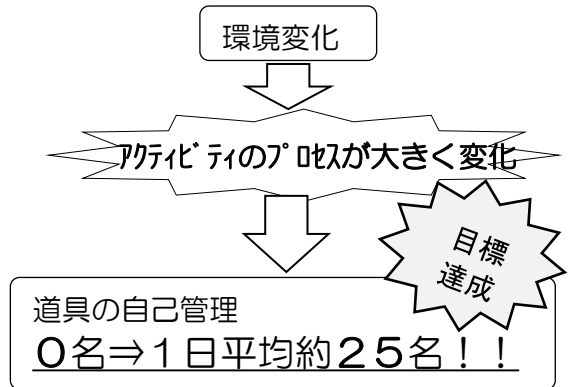 環境変化
ｱｸﾃｨﾋﾞﾃｨのﾌﾟﾛｾｽが大きく変化
目標
達成
道具の自己管理
０名⇒１日平均約２５名！！